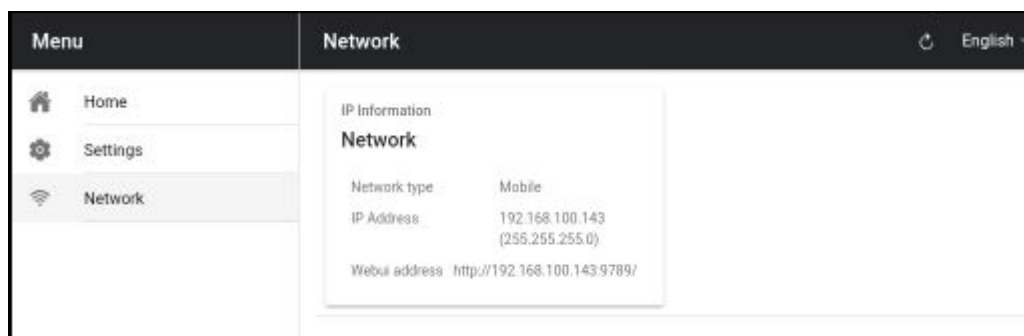 Menu
Network
English
Home
Settings
Network
IP Information
Network
Network type Mobile
IP Address 192.168.100.143
(255.255.255.0)
Webui address http://192.168.100.143:9789/